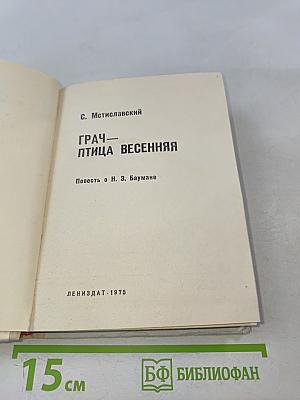 С. Мстиславский
ГРАЧ—
ПТИЦА ВЕСЕННЯЯ
Повесть о Н. Э. Баумане
ЛЕНИЗДАТ·1975
15 см
БФ БИБЛИОФАН